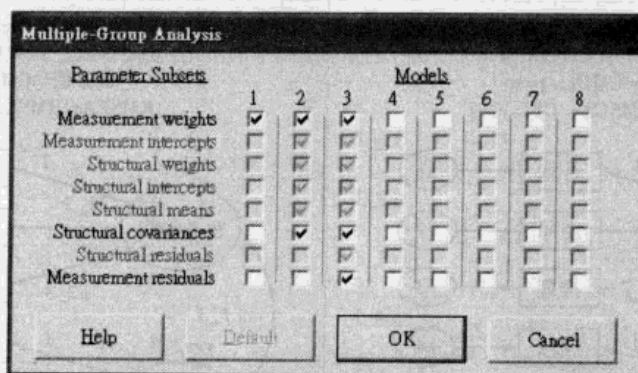 Multiple-Group Analysis
Parameter Subsets Models
1 2 3 4 5 6 7 8
Measurement weights
Measurement intercepts
Structural weights
Structural intercepts
Structural means
Structural covariances
Structural residuals
Measurement residuals
Help Default OK Cancel